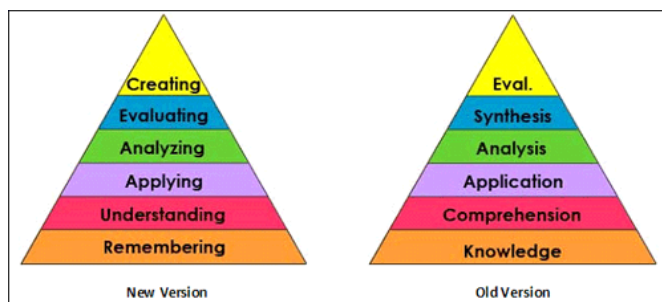 Creating
Evaluating
Analyzing
Applying
Understanding
Remembering
New Version
Eval.
Synthesis
Analysis
Application
Comprehension
Knowledge
Old Version